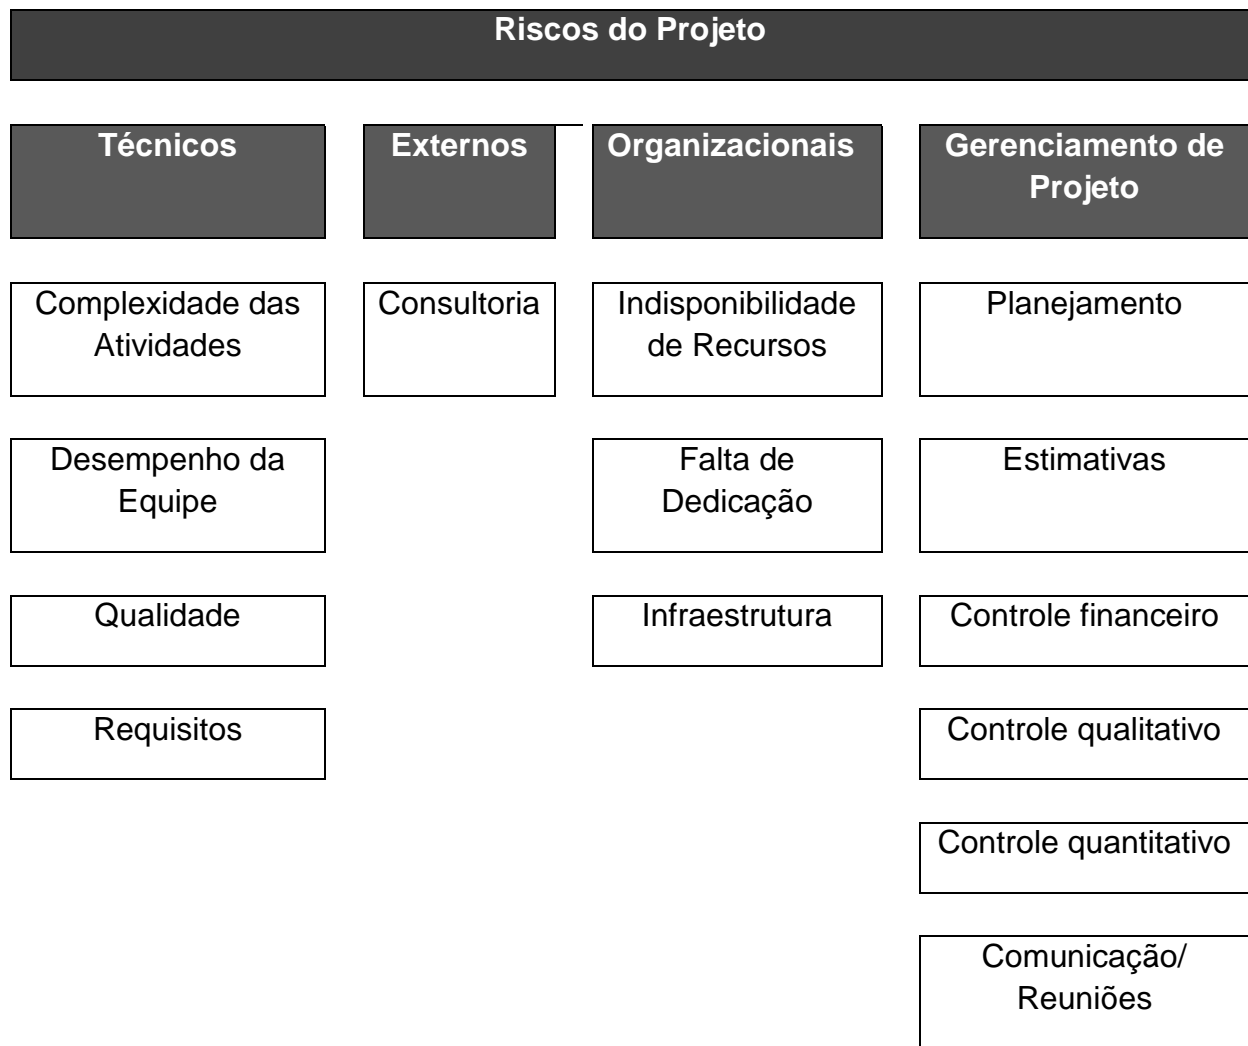 Riscos do Projeto
Técnicos
Externos
Organizacionais
Gerenciamento de
Projeto
Complexidade das
Atividades
Consultoria
Indisponibilidade
de Recursos
Planejamento
Desempenho da
Equipe
Falta de
Dedicação
Estimativas
Qualidade
Infraestrutura
Controle financeiro
Requisitos
Controle qualitativo
Controle quantitativo
Comunicação/
Reuniões